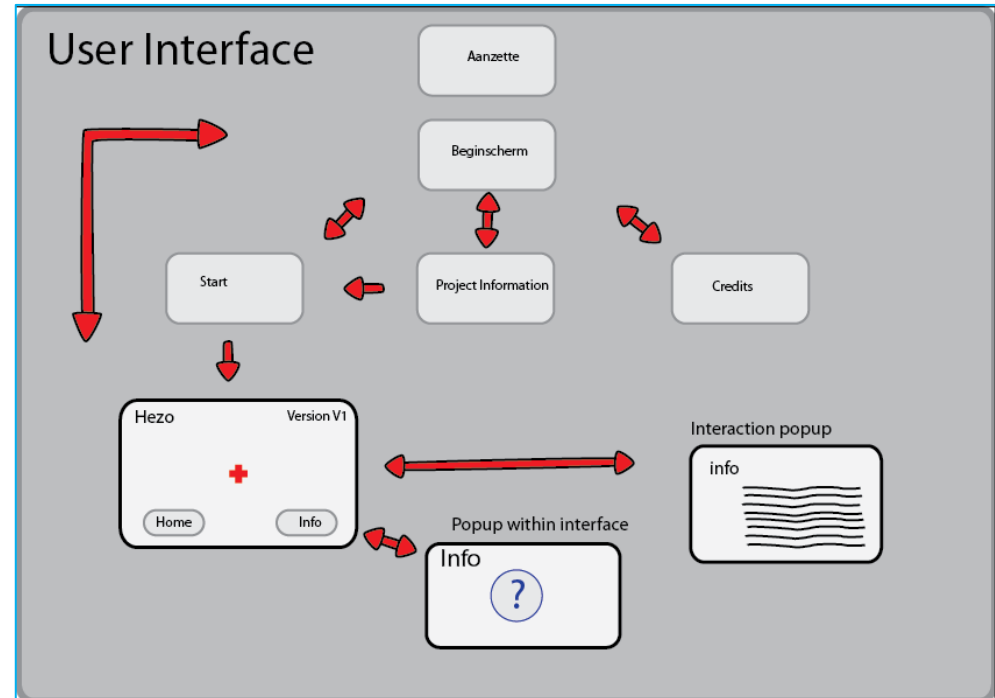 User Interface
Aanzette
Beginscherm
Start
Project Information
Credits
Hezo
Version V1
Home
Info
Interaction popup
info
Popup within interface
Info
?